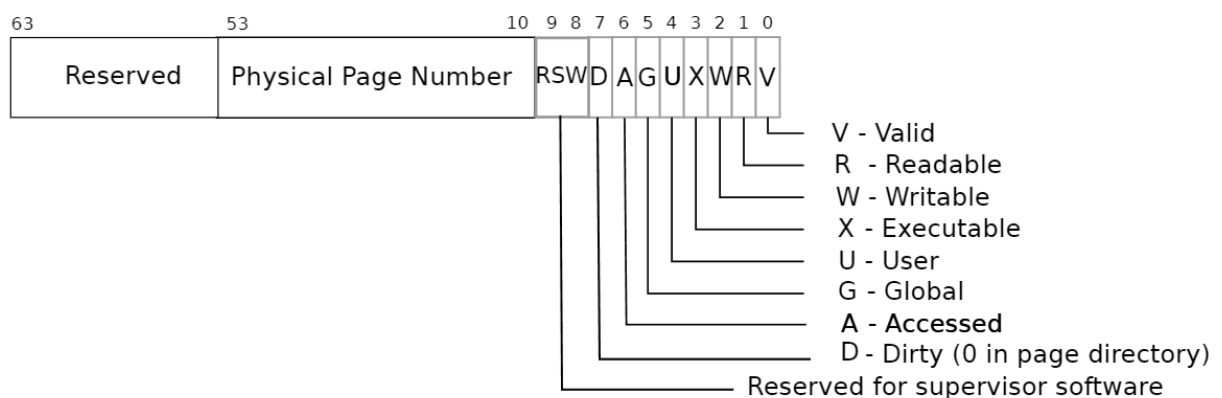 63 53 10 9 8 7 6 5 4 3 2 1 0
Reserved Physical Page Number RSW D A G U X W R V
V - Valid
R - Readable
W - Writable
X - Executable
U - User
G - Global
A - Accessed
D - Dirty (0 in page directory)
Reserved for supervisor software